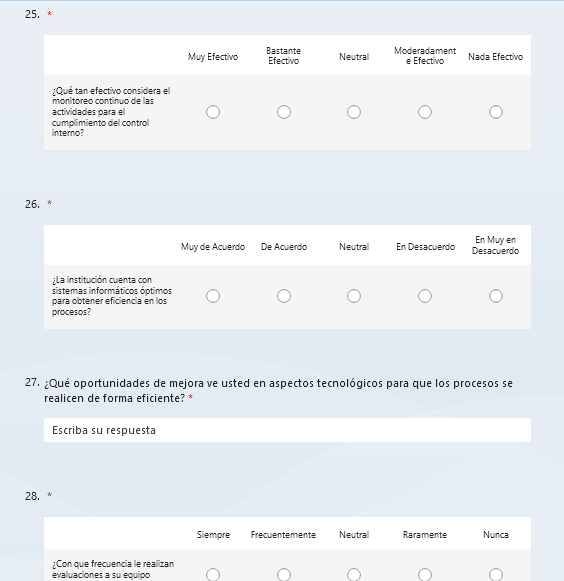 25. *
Muy Efectivo
Bastante
Efectivo
Neutral
Moderadament
e Efectivo
Nada Efectivo
¿Qué tan efectivo considera el
monitoreo continuo de las
actividades para el
cumplimiento del control
interno?
26. *
Muy de Acuerdo
De Acuerdo
Neutral
En Desacuerdo
En Muy en
Desacuerdo
¿La institución cuenta con
sistemas informáticos óptimos
para obtener eficiencia en los
procesos?
27. ¿Qué oportunidades de mejora ve usted en aspectos tecnológicos para que los procesos se
realicen de forma eficiente? *
Escriba su respuesta
28. *
Siempre
Frecuentemente
Neutral
Raramente
Nunca
¿Con que frecuencia le realizan
evaluaciones a su equipo